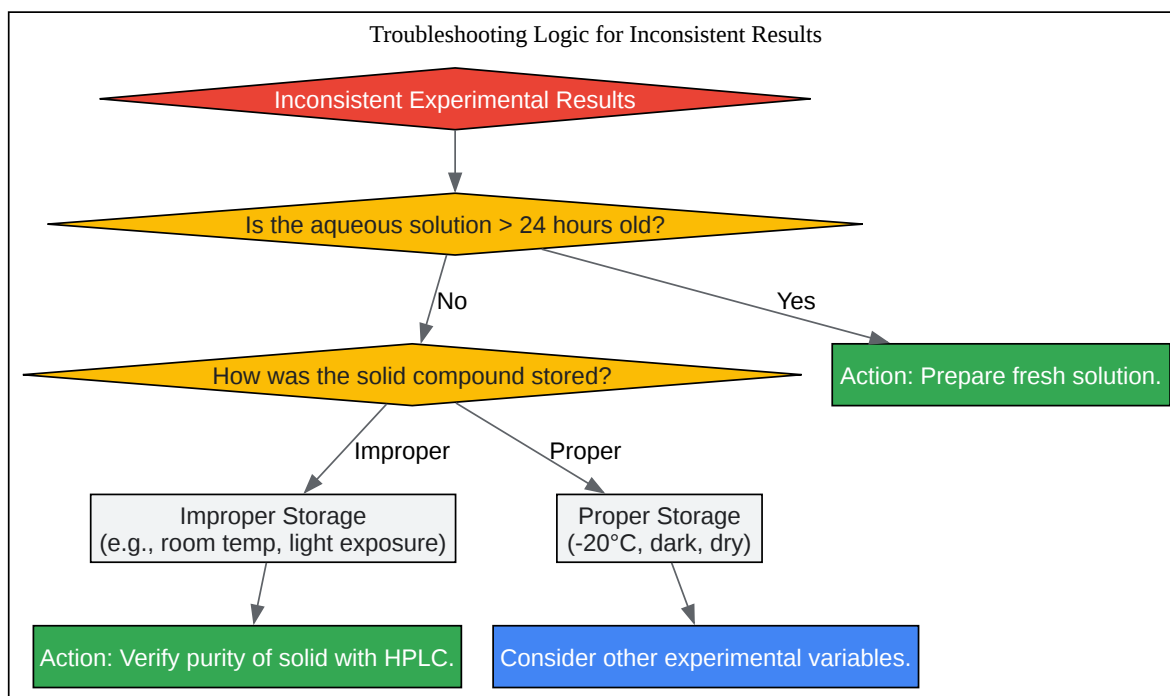 Troubleshooting Logic for Inconsistent Results
Inconsistent Experimental Results
Is the aqueous solution > 24 hours old?
No
Yes
How was the solid compound stored?
Action: Prepare fresh solution.
Improper
Proper
Improper Storage
(e.g., room temp, light exposure)
Proper Storage
(-20°C, dark, dry)
Action: Verify purity of solid with HPLC.
Consider other experimental variables.